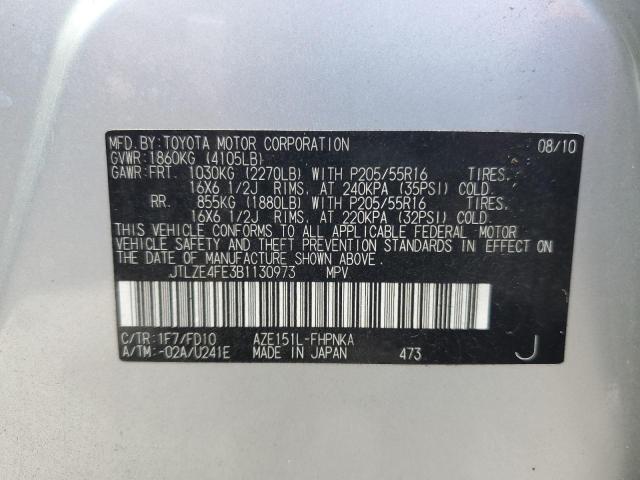 MFD. BY: TOYOTA MOTOR CORPORATION 08/10
GVWR: 1860KG (4105LB)
GAWR: FRT. 1030KG (2270LB) WITH P205/55R16 TIRES.
16X6 1/2J RIMS, AT 240KPA (35PSI) COLD.
RR. 855KG (1880LB) WITH P205/55R16 TIRES.
16X6 1/2J RIMS, AT 220KPA (32PSI) COLD.
THIS VEHICLE CONFORMS TO ALL APPLICABLE FEDERAL MOTOR
VEHICLE SAFETY AND THEFT PREVENTION STANDARDS IN EFFECT ON
THE DATE OF MANUFACTURE SHOWN ABOVE.
JTLZE4FE3B1130973 MPV
C/TR: 1F7/FD10 AZE151L-FHPNKA
A/TM: -02A/U241E MADE IN JAPAN 473 J